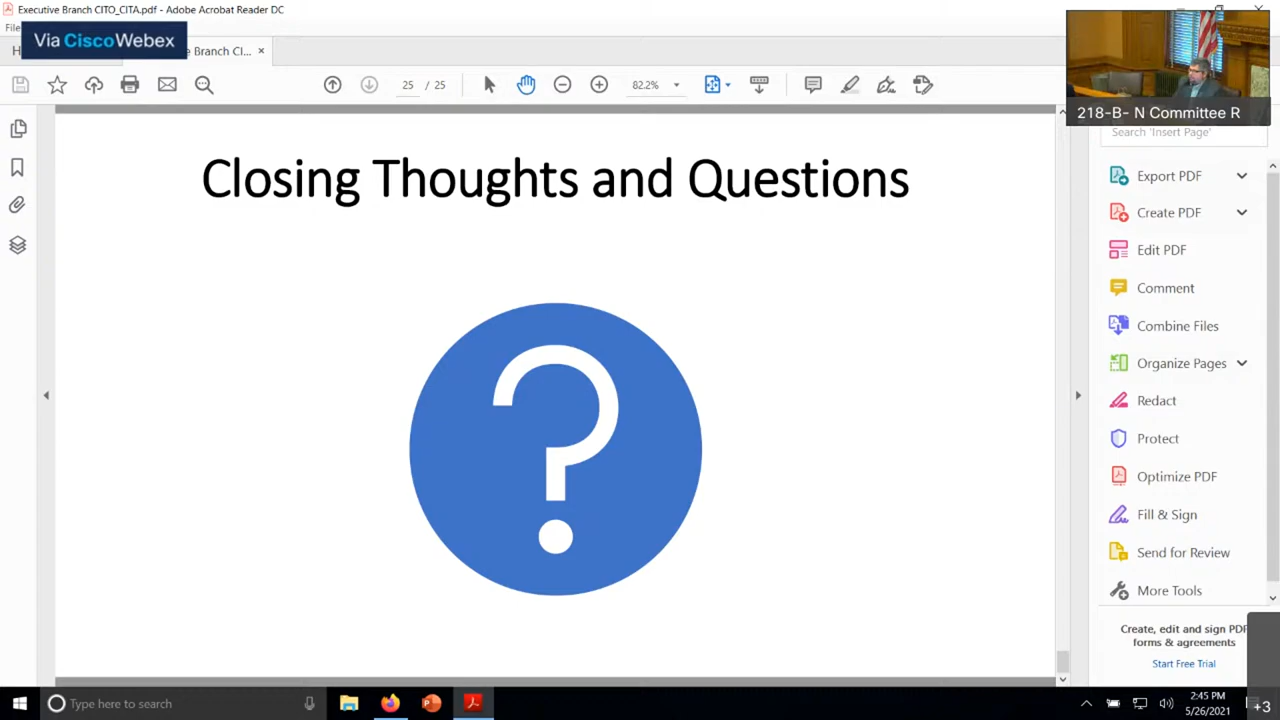 Executive Branch CITO_CITA.pdf - Adobe Acrobat Reader DC
Via CiscoWebex
e Branch CI...
25 / 25
82.2%
218-B- N Committee R
Search 'Insert Page'
Closing Thoughts and Questions
?
Export PDF
Create PDF
Edit PDF
Comment
Combine Files
Organize Pages
Redact
Protect
Optimize PDF
Fill & Sign
Send for Review
More Tools
Create, edit and sign PDF
forms & agreements
Start Free Trial
Type here to search
2:45 PM
5/26/2021
+3